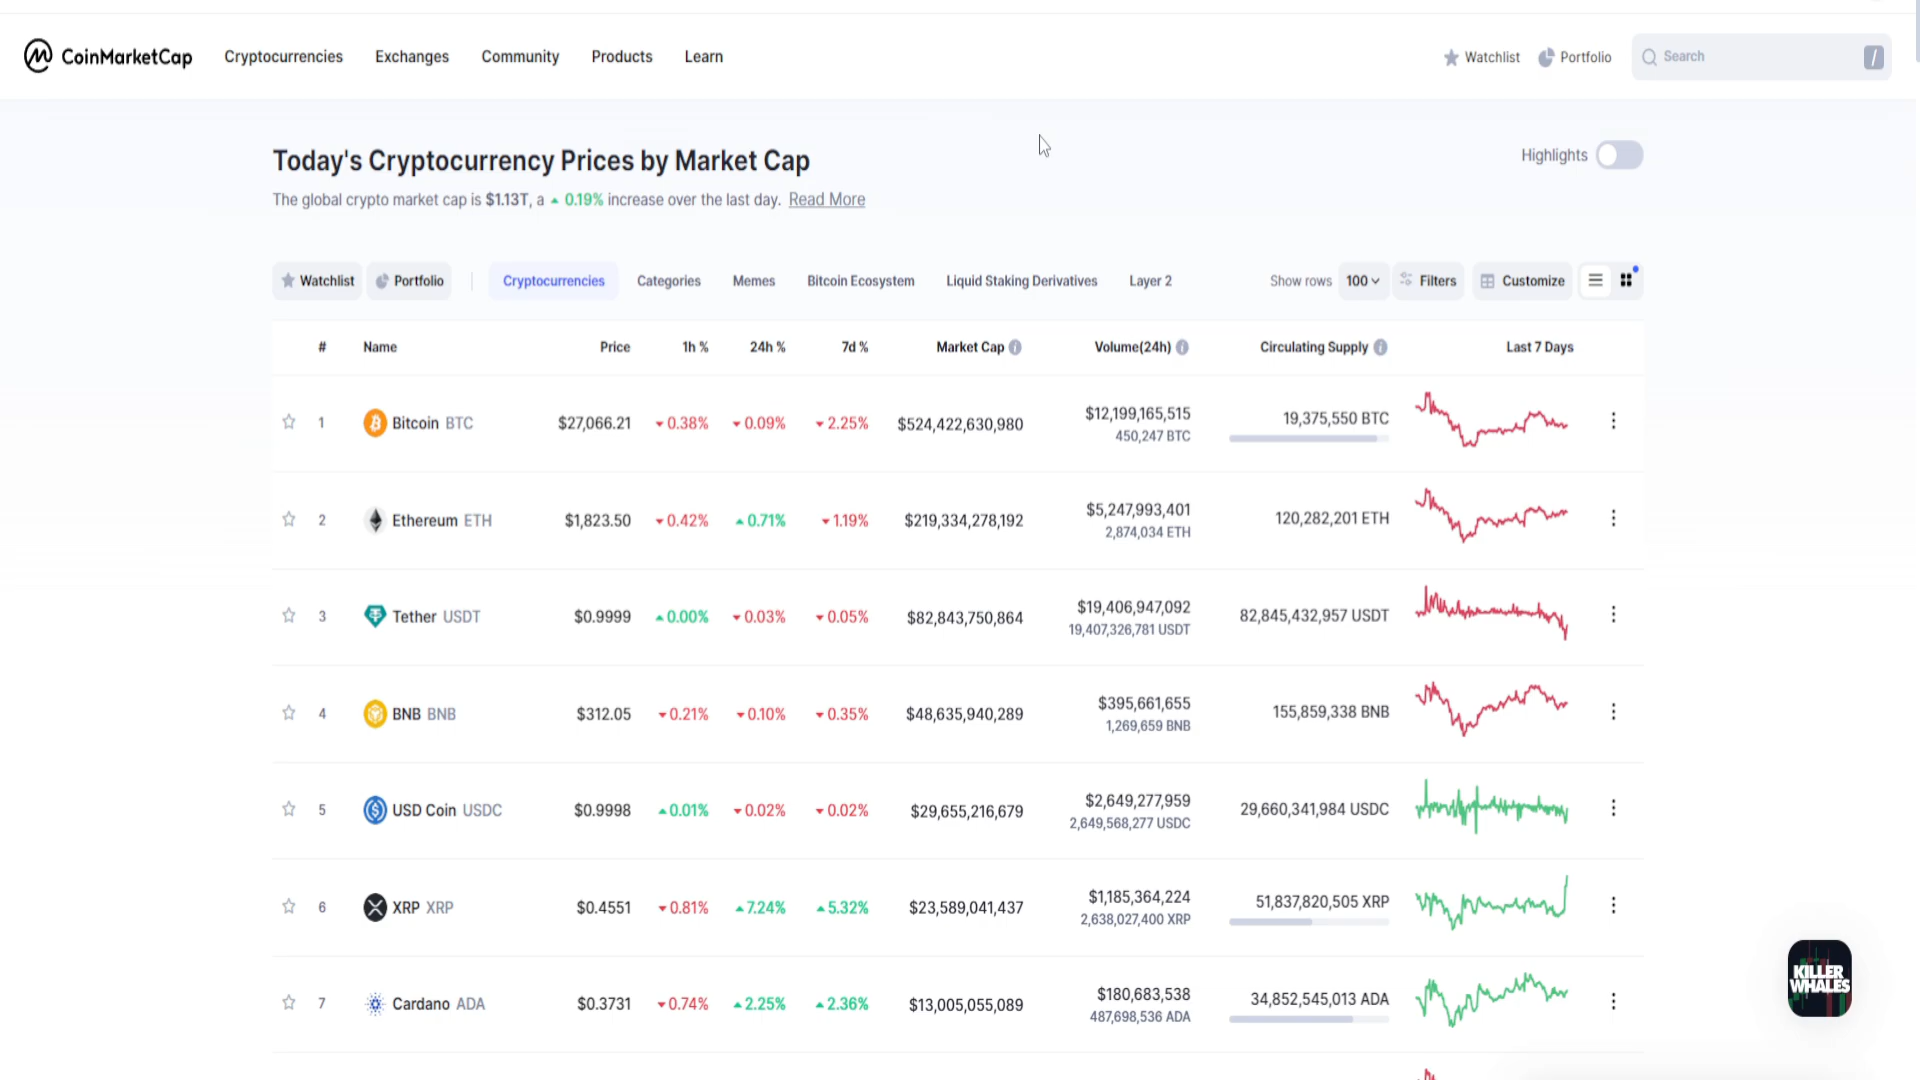 CoinMarketCap Cryptocurrencies Exchanges Community Products Learn Watchlist Portfolio Search /
Today's Cryptocurrency Prices by Market Cap Highlights
The global crypto market cap is $1.13T, a 0.19% increase over the last day. Read More
Watchlist Portfolio Cryptocurrencies Categories Memes Bitcoin Ecosystem Liquid Staking Derivatives Layer 2 Show rows 100 Filters Customize
# Name Price 1h % 24h % 7d % Market Cap Volume(24h) Circulating Supply Last 7 Days
1 Bitcoin BTC $27,066.21 0.38% 0.09% 2.25% $524,422,630,980 $12,199,165,515 19,375,550 BTC
450,247 BTC
2 Ethereum ETH $1,823.50 0.42% 0.71% 1.19% $219,334,278,192 $5,247,993,401 120,282,201 ETH
2,874,034 ETH
3 Tether USDT $0.9999 0.00% 0.03% 0.05% $82,843,750,864 $19,406,947,092 82,845,432,957 USDT
19,407,326,781 USDT
4 BNB BNB $312.05 0.21% 0.10% 0.35% $48,635,940,289 $395,661,655 155,859,338 BNB
1,269,659 BNB
5 USD Coin USDC $0.9998 0.01% 0.02% 0.02% $29,655,216,679 $2,649,277,959 29,660,341,984 USDC
2,649,568,277 USDC
6 XRP XRP $0.4551 0.81% 7.24% 5.32% $23,589,041,437 $1,185,364,224 51,837,820,505 XRP
2,638,027,400 XRP
7 Cardano ADA $0.3731 0.74% 2.25% 2.36% $13,005,055,089 $180,683,538 34,852,545,013 ADA
487,698,536 ADA
KILLER
WHALES